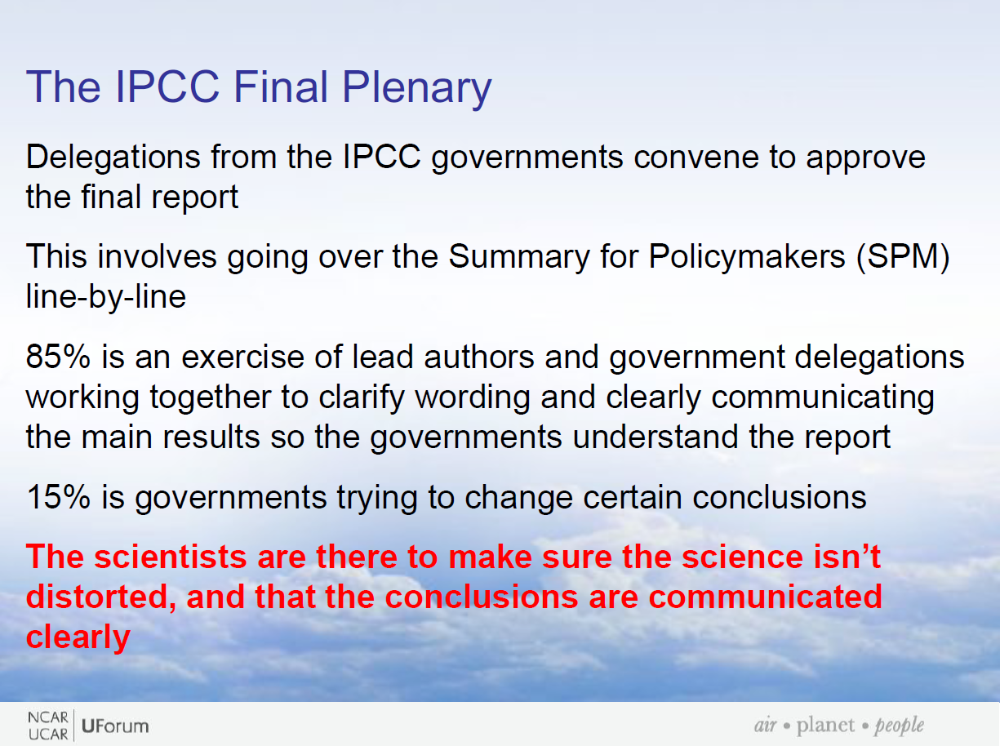 The IPCC Final Plenary
Delegations from the IPCC governments convene to approve
the final report
This involves going over the Summary for Policymakers (SPM)
line-by-line
85% is an exercise of lead authors and government delegations
working together to clarify wording and clearly communicating
the main results so the governments understand the report
15% is governments trying to change certain conclusions
The scientists are there to make sure the science isn’t
distorted, and that the conclusions are communicated
clearly
NCAR
UCAR
UForum
air • planet • people